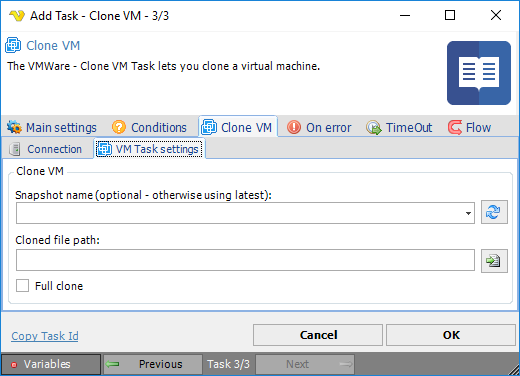 Add Task - Clone VM - 3/3
Clone VM
The VMWare - Clone VM Task lets you clone a virtual machine.
Main settings Conditions Clone VM On error TimeOut Flow
Connection VM Task settings
Clone VM
Snapshot name (optional - otherwise using latest):
Cloned file path:
Full clone
Copy Task Id Cancel OK
Variables Previous Task 3/3 Next